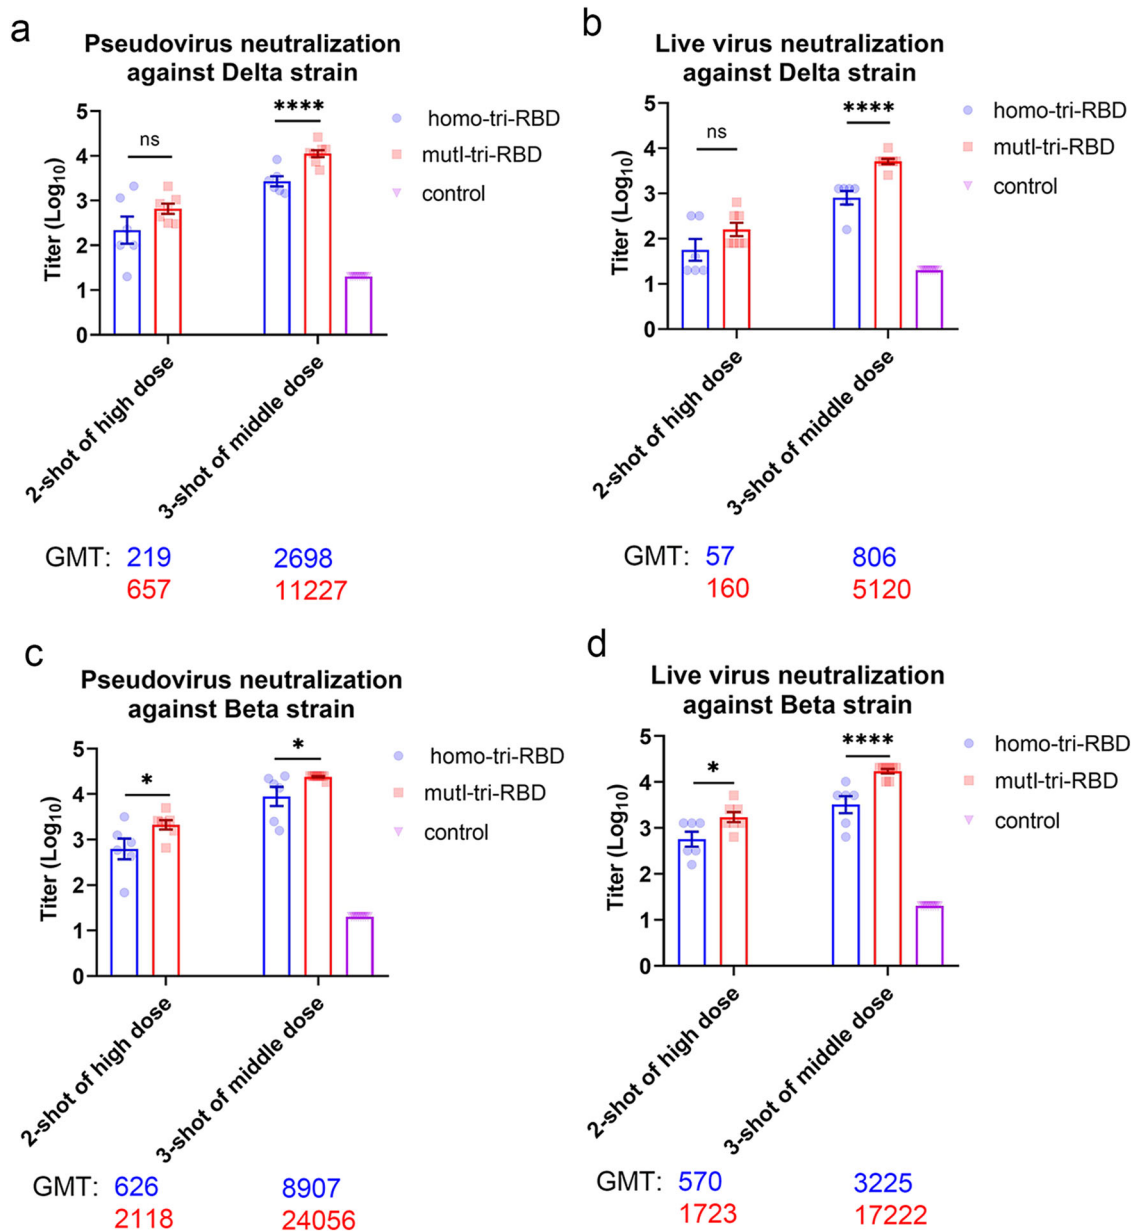 a
Pseudovirus neutralization
against Delta strain
Titer (Log10)
5
4
3
2
1
0
ns
****
homo-tri-RBD
mutl-tri-RBD
control
2-shot of high dose
3-shot of middle dose
GMT: 219 2698
657 11227
b
Live virus neutralization
against Delta strain
Titer (Log10)
5
4
3
2
1
0
ns
****
homo-tri-RBD
mutl-tri-RBD
control
2-shot of high dose
3-shot of middle dose
GMT: 57 806
160 5120
c
Pseudovirus neutralization
against Beta strain
Titer (Log10)
5
4
3
2
1
0
*
*
homo-tri-RBD
mutl-tri-RBD
control
2-shot of high dose
3-shot of middle dose
GMT: 626 8907
2118 24056
d
Live virus neutralization
against Beta strain
Titer (Log10)
5
4
3
2
1
0
*
****
homo-tri-RBD
mutl-tri-RBD
control
2-shot of high dose
3-shot of middle dose
GMT: 570 3225
1723 17222